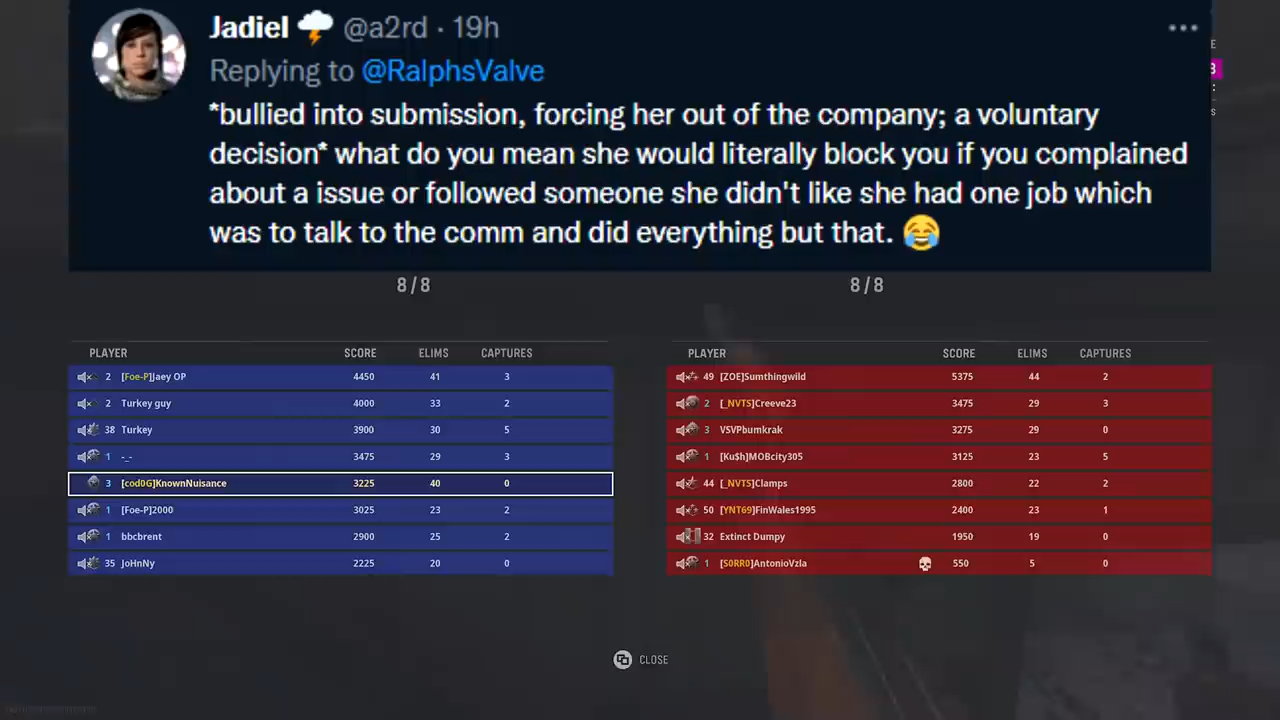 Jadiel 🌩️ @a2rd · 19h
Replying to @RalphsValve
*bullied into submission, forcing her out of the company; a voluntary
decision* what do you mean she would literally block you if you complained
about a issue or followed someone she didn't like she had one job which
was to talk to the comm and did everything but that. 😂
8/8 8/8
PLAYER SCORE ELIMS CAPTURES PLAYER SCORE ELIMS CAPTURES
2 [Foe-P]Jaey OP 4450 41 3 49 [ZOE]Sumthingwild 5375 44 2
2 Turkey guy 4000 33 2 2 [_NVTS]Creeve23 3475 29 3
38 Turkey 3900 30 5 3 VSVPbumkrak 3275 29 0
1 -_- 3475 29 3 1 [Ku$h]MOBcity305 3125 23 5
3 [cod0G]KnownNuisance 3225 40 0 44 [_NVTS]Clamps 2800 22 2
1 [Foe-P]2000 3025 23 2 50 [YNT69]FinWales1995 2400 23 1
1 bbcbrent 2900 25 2 32 Extinct Dumpy 1950 19 0
35 JoHnNy 2225 20 0 1 [S0RR0]AntonioVzla 550 5 0
CLOSE